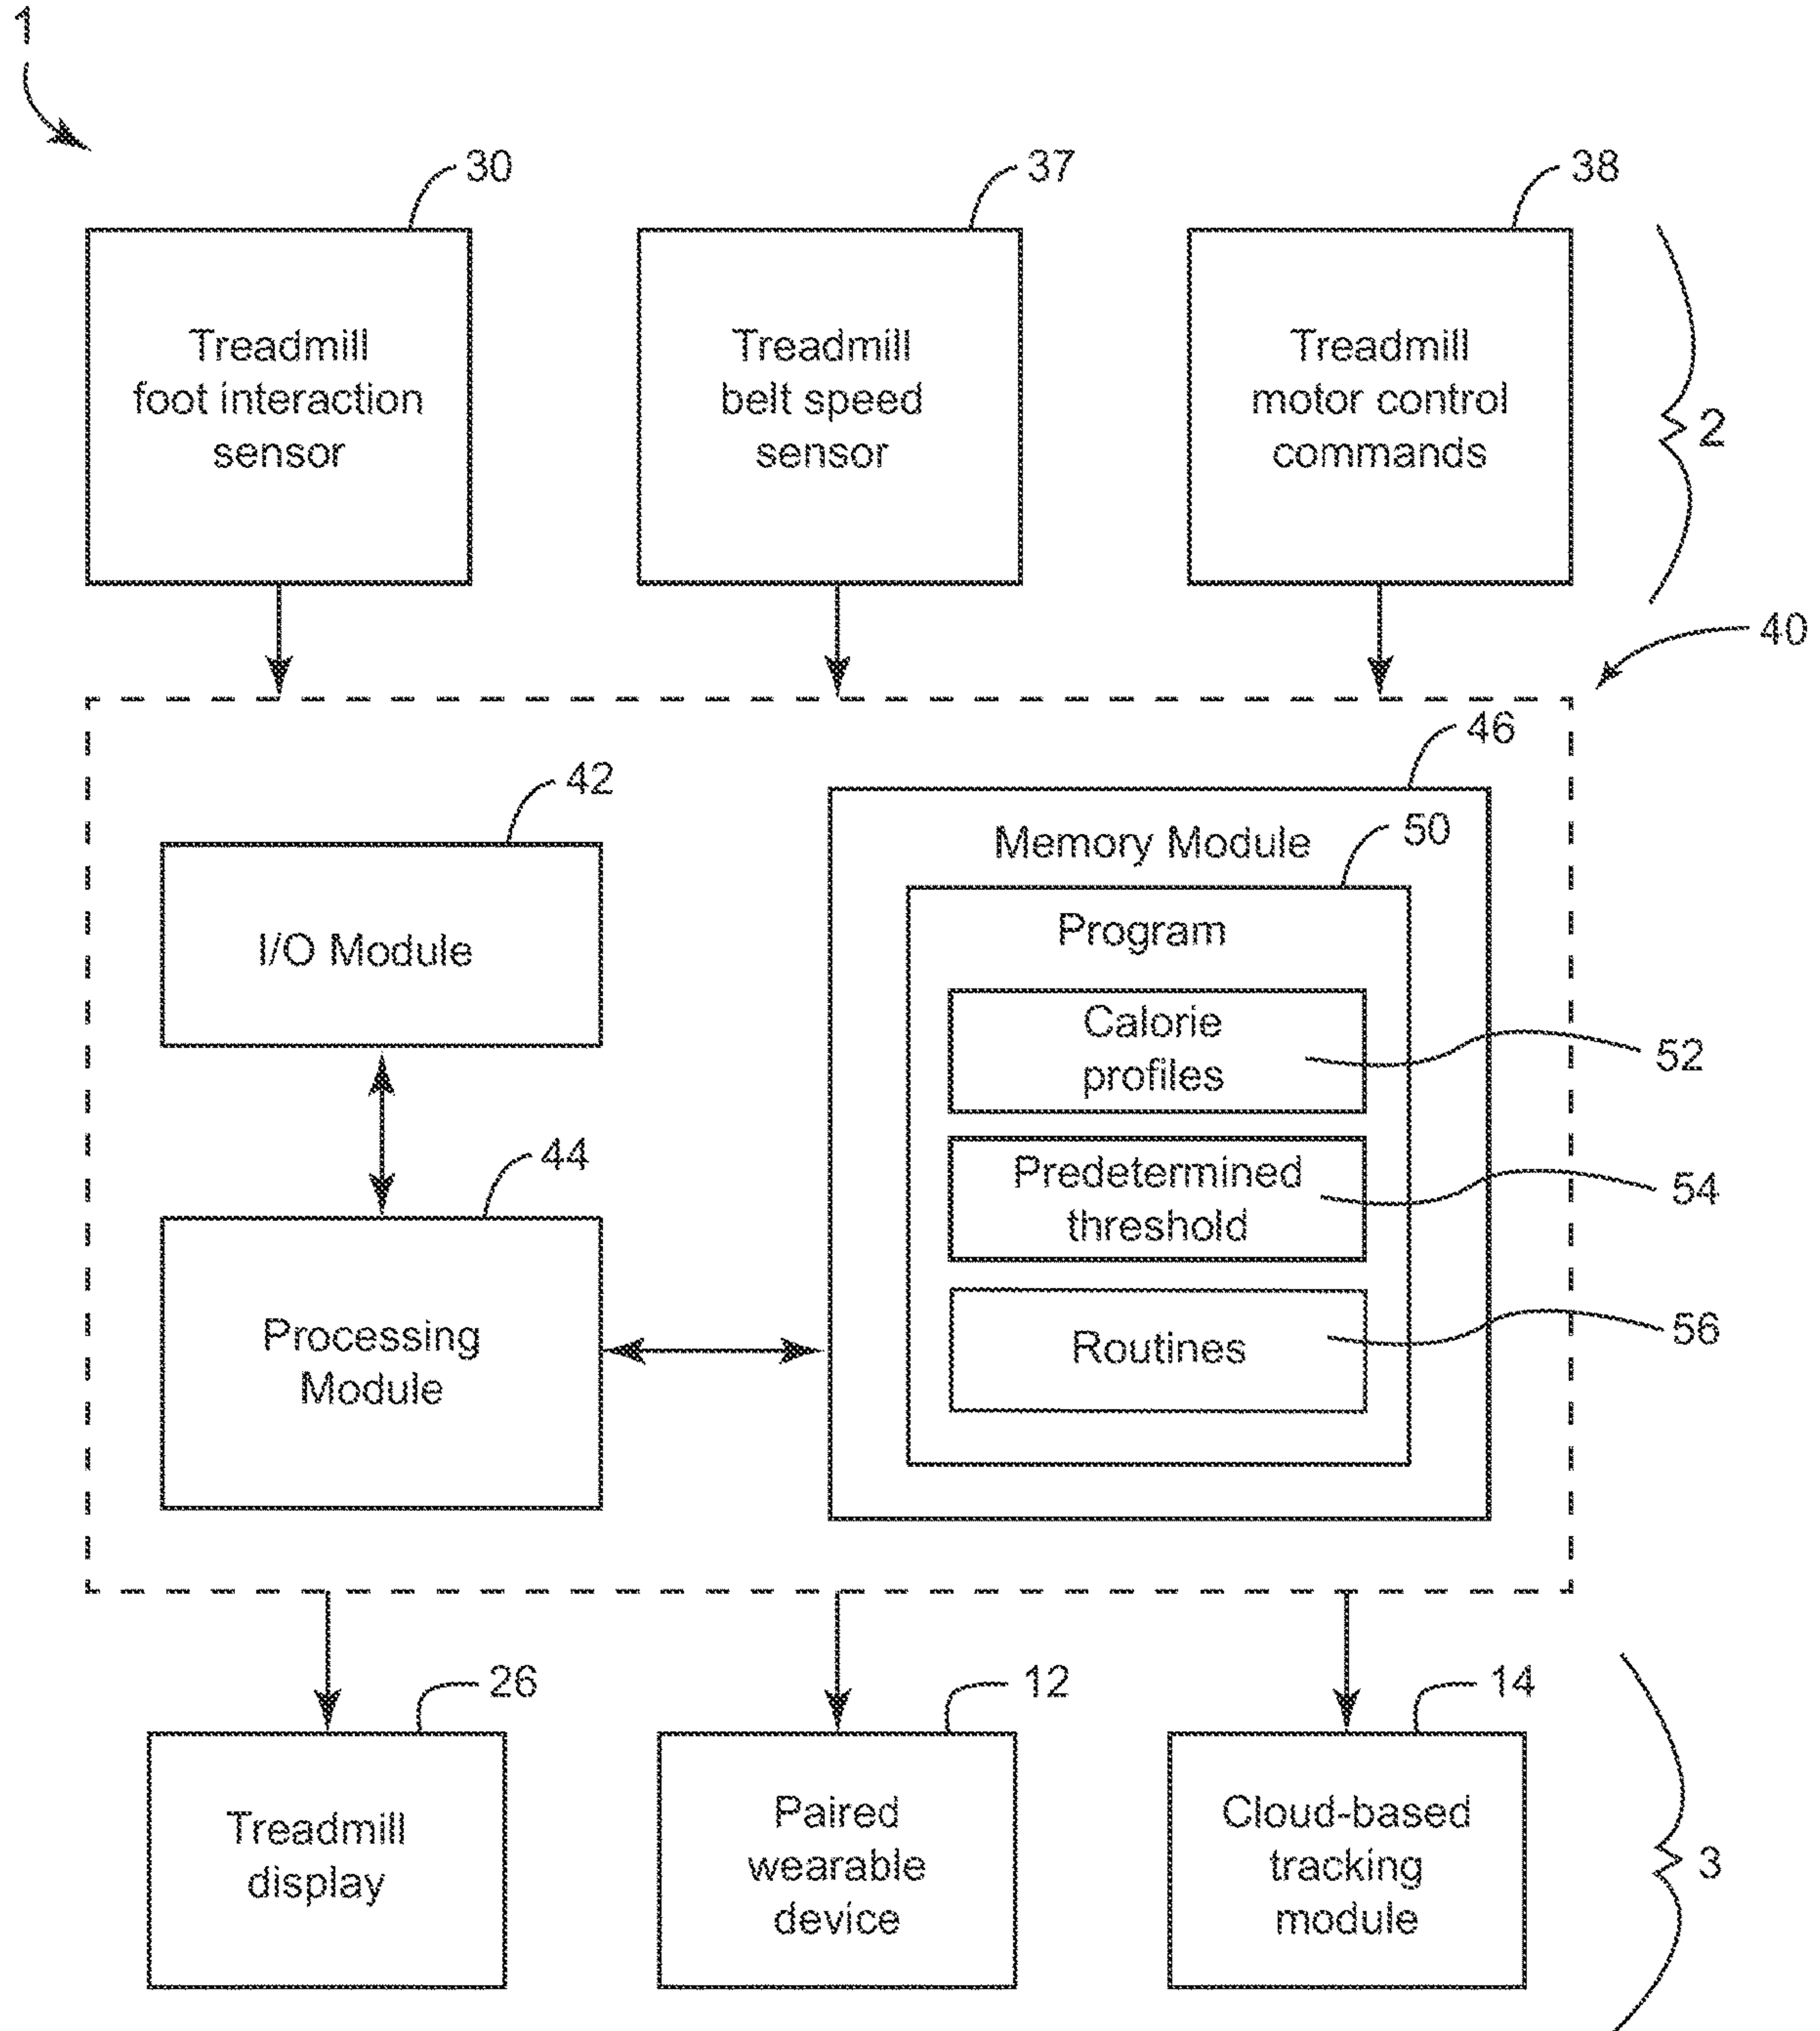 1
30
37
38
Treadmill
foot interaction
sensor
Treadmill
belt speed
sensor
Treadmill
motor control
commands
2
40
46
42
50
Memory Module
I/O Module
Program
Calorie
profiles
52
44
Predetermined
threshold
54
Processing
Module
Routines
56
26
12
14
Treadmill
display
Paired
wearable
device
Cloud-based
tracking
module
3